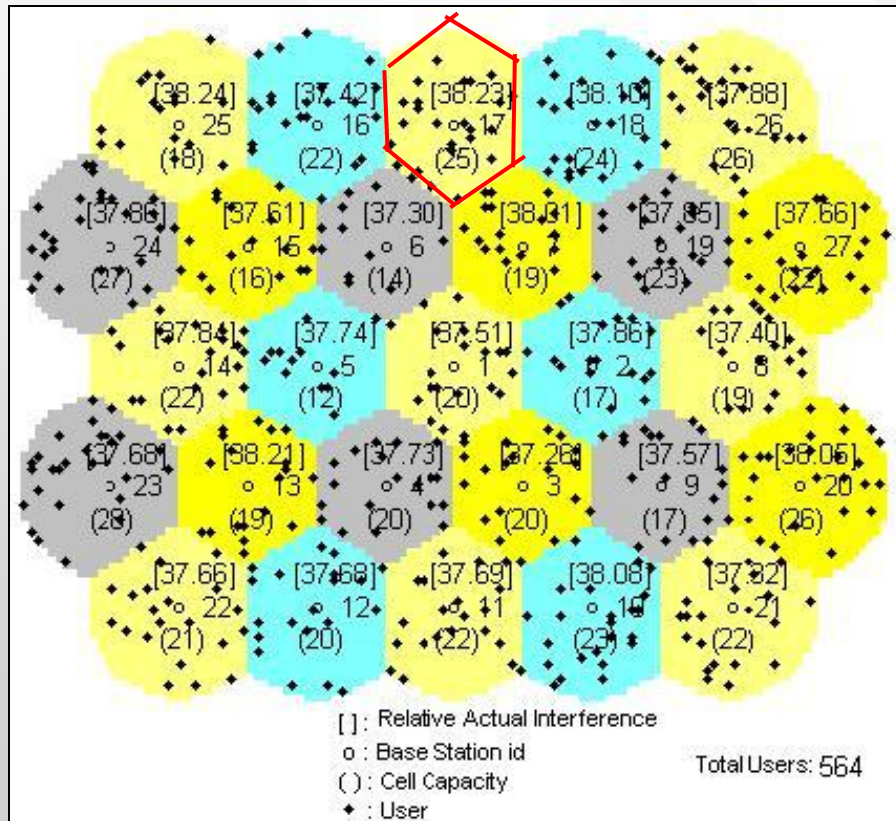 [38.24] [37.42] [38.23] [38.10] [37.88]
25 16 17 18 26
(18) (22) (25) (24) (26)
[37.86] [37.61] [37.30] [38.01] [37.85] [37.66]
24 15 6 7 19 27
(27) (16) (14) (19) (23) (22)
[37.84] [37.74] [37.51] [37.86] [37.40]
14 5 1 2 8
(22) (12) (20) (17) (19)
[37.68] [38.21] [37.73] [37.26] [37.57] [38.05]
23 13 4 3 9 20
(28) (19) (20) (20) (17) (26)
[37.66] [37.68] [37.69] [38.08] [37.32]
22 12 11 10 21
(21) (20) (22) (23) (22)
[ ] : Relative Actual Interference
o : Base Station id
( ) : Cell Capacity
Total Users: 564
◆ : User